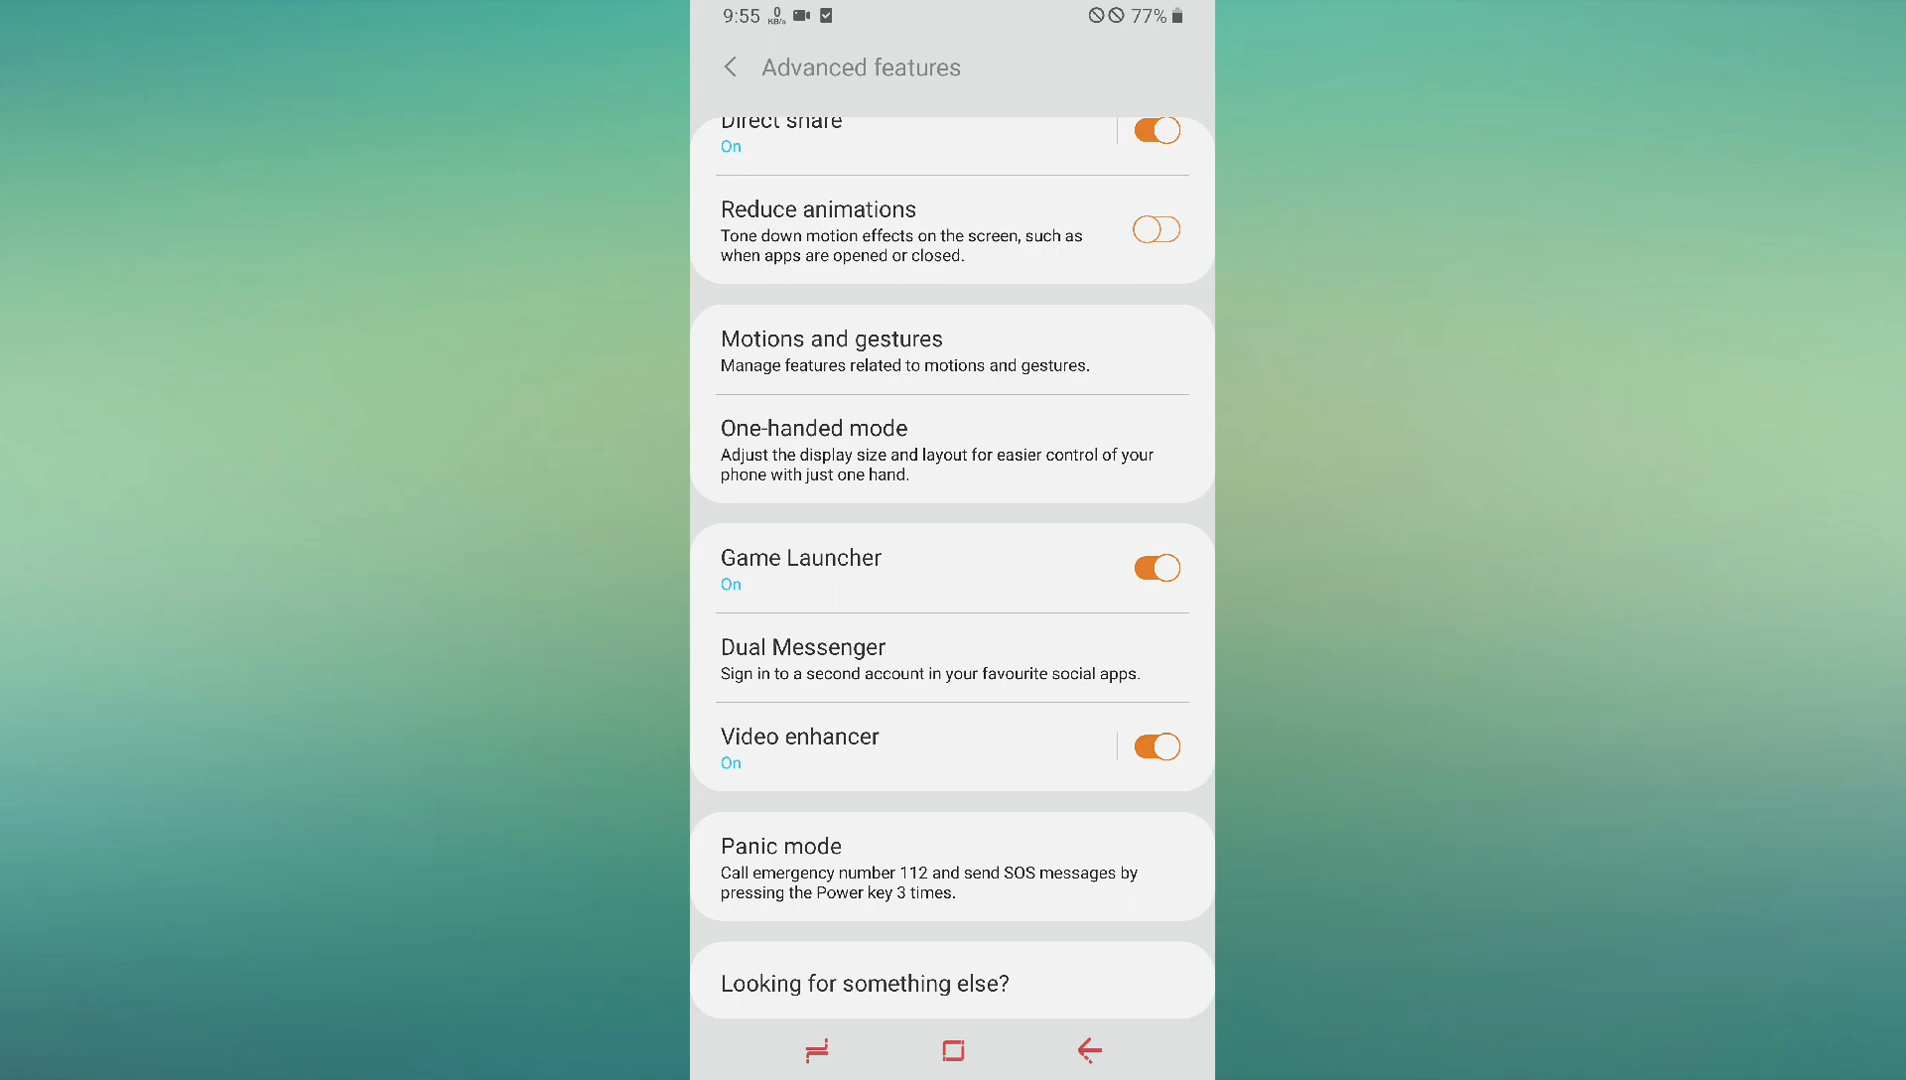 9:55 0 KB/s 77%
Advanced features
Direct share
On
Reduce animations
Tone down motion effects on the screen, such as
when apps are opened or closed.
Motions and gestures
Manage features related to motions and gestures.
One-handed mode
Adjust the display size and layout for easier control of your
phone with just one hand.
Game Launcher
On
Dual Messenger
Sign in to a second account in your favourite social apps.
Video enhancer
On
Panic mode
Call emergency number 112 and send SOS messages by
pressing the Power key 3 times.
Looking for something else?